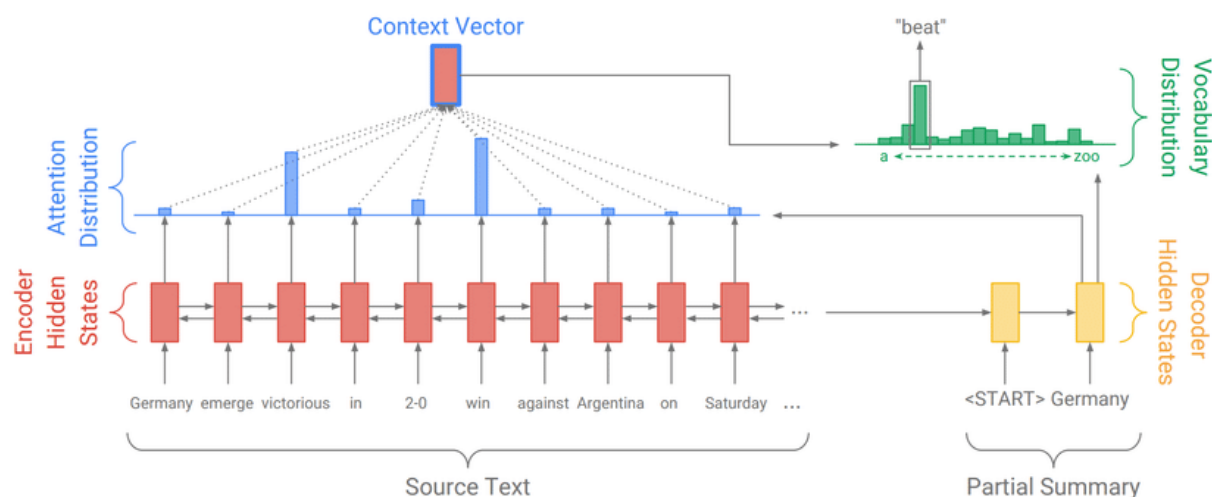 Context Vector
"beat"
a
zoo
Vocabulary
Distribution
Attention
Distribution
Encoder
Hidden
States
...
Decoder
Hidden States
Germany emerge victorious in 2-0 win against Argentina on Saturday ...
<START> Germany
Source Text
Partial Summary